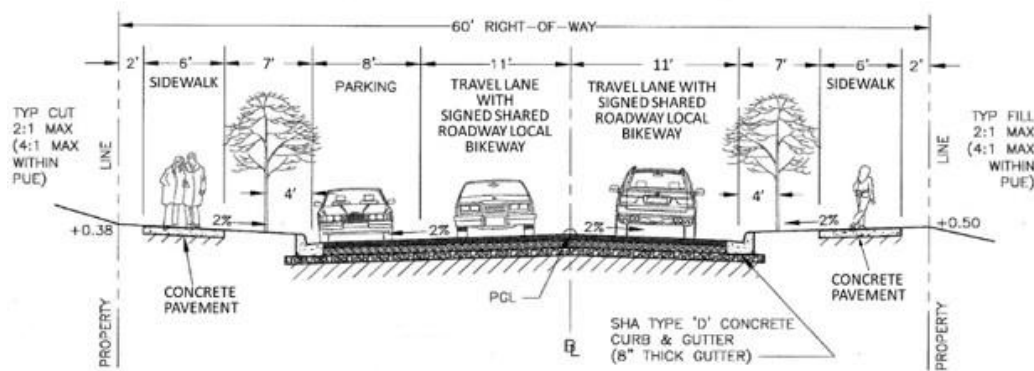 60' RIGHT-OF-WAY
2' 6' 7' 8' 11' 11' 7' 6' 2'
SIDEWALK
PARKING
TRAVEL LANE
WITH
SIGNED SHARED
ROADWAY LOCAL
BIKEWAY
TRAVEL LANE WITH
SIGNED SHARED
ROADWAY LOCAL
BIKEWAY
SIDEWALK
TYP CUT
2:1 MAX
(4:1 MAX
WITHIN
PUE)
LINE
LINE
TYP FILL
2:1 MAX
(4:1 MAX
WITHIN
PUE)
4'
4'
2%
2%
2%
2%
+0.38
+0.50
CONCRETE
PAVEMENT
PGL
CONCRETE
PAVEMENT
PROPERTY
SHA TYPE 'D' CONCRETE
CURB & GUTTER
(8" THICK GUTTER)
PROPERTY